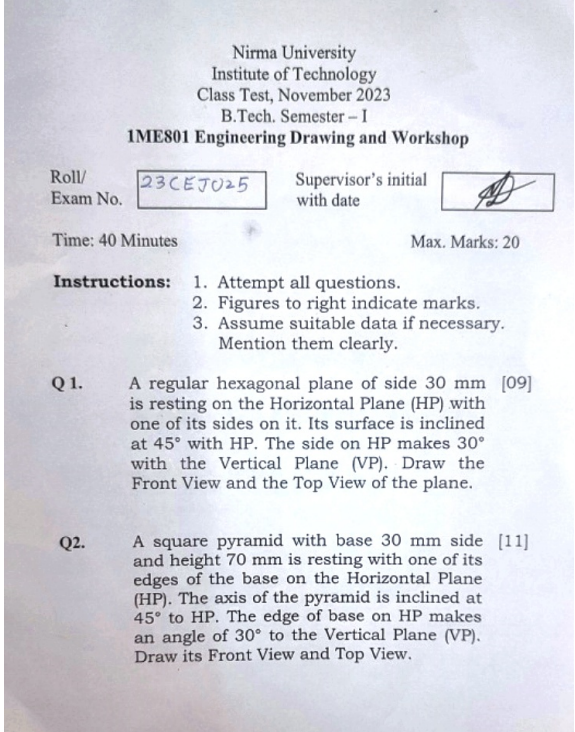 Nirma University
Institute of Technology
Class Test, November 2023
B.Tech. Semester – I
1ME801 Engineering Drawing and Workshop
Roll/ Exam No. 23CEJ025 Supervisor's initial with date
Time: 40 Minutes Max. Marks: 20
Instructions: 1. Attempt all questions.
2. Figures to right indicate marks.
3. Assume suitable data if necessary.
Mention them clearly.
Q 1. A regular hexagonal plane of side 30 mm [09]
is resting on the Horizontal Plane (HP) with
one of its sides on it. Its surface is inclined
at 45° with HP. The side on HP makes 30°
with the Vertical Plane (VP). Draw the
Front View and the Top View of the plane.
Q2. A square pyramid with base 30 mm side [11]
and height 70 mm is resting with one of its
edges of the base on the Horizontal Plane
(HP). The axis of the pyramid is inclined at
45° to HP. The edge of base on HP makes
an angle of 30° to the Vertical Plane (VP).
Draw its Front View and Top View.